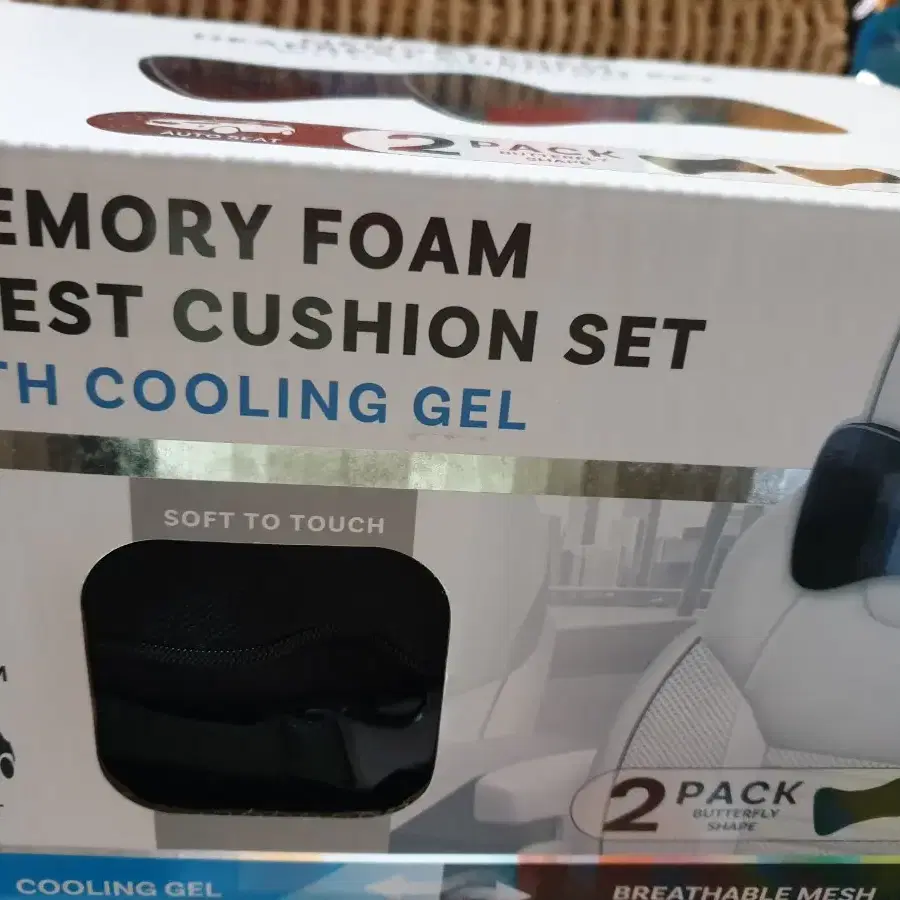 AUTO SEAT
2 PACK
BUTTERFLY
SHAPE
EMORY FOAM
EST CUSHION SET
TH COOLING GEL
SOFT TO TOUCH
M
2 PACK
BUTTERFLY
SHAPE
COOLING GEL
BREATHABLE MESH